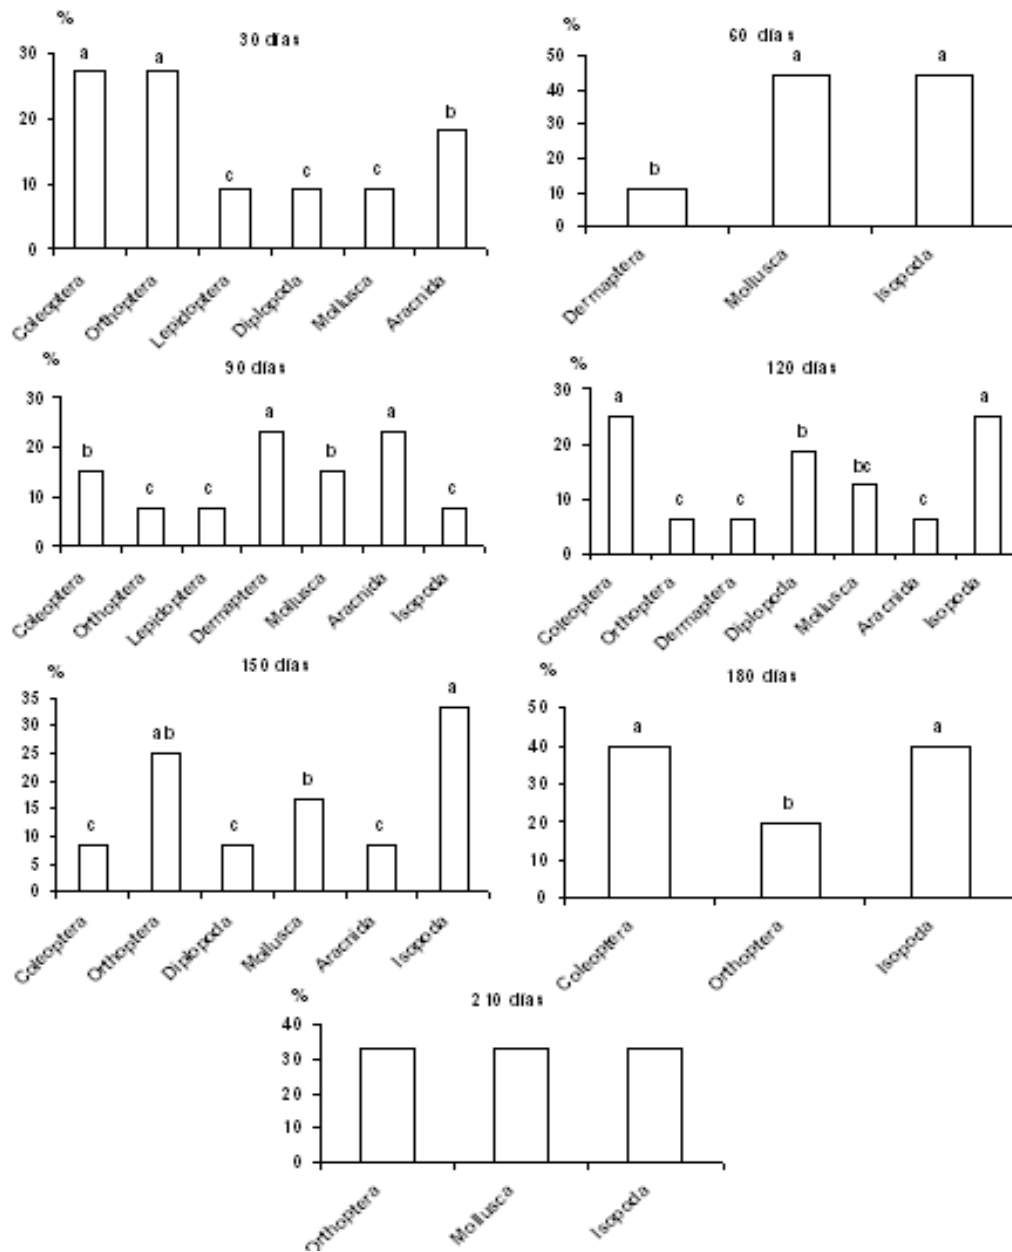 %
30 días
30
20
10
0
a
a
c
c
c
b
Coleoptera
Orthoptera
Lepidoptera
Diplopoda
Mollusca
Aracnida
%
60 días
50
40
30
20
10
0
b
a
a
Dermaptera
Mollusca
Isopoda
%
90 días
30
20
10
0
b
c
c
a
b
a
c
Coleoptera
Orthoptera
Lepidoptera
Dermaptera
Mollusca
Aracnida
Isopoda
%
120 días
30
20
10
0
a
c
c
b
bc
c
a
Coleoptera
Orthoptera
Dermaptera
Diplopoda
Mollusca
Aracnida
Isopoda
%
150 días
35
30
25
20
15
10
5
0
c
ab
c
b
c
a
Coleoptera
Orthoptera
Diplopoda
Mollusca
Aracnida
Isopoda
%
180 días
50
40
30
20
10
0
a
b
a
Coleoptera
Orthoptera
Isopoda
%
210 días
40
30
20
10
0
Orthoptera
Mollusca
Isopoda